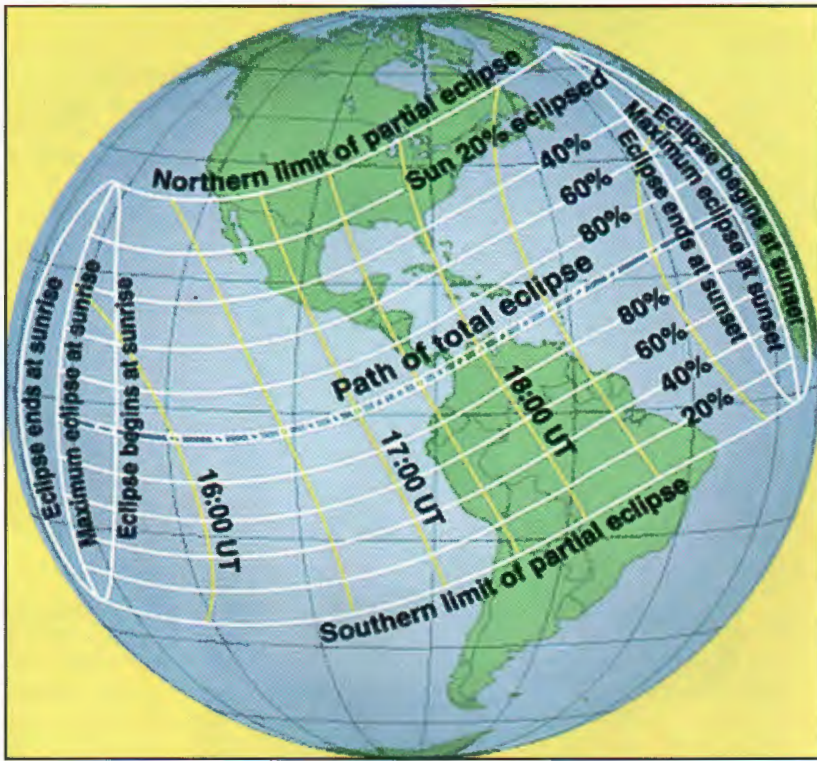 Northern limit of partial eclipse
Sun 20% eclipsed
40%
60%
80%
Path of total eclipse
80%
60%
40%
20%
Southern limit of partial eclipse
Eclipse ends at sunrise
Maximum eclipse at sunrise
Eclipse begins at sunrise
16:00 UT
17:00 UT
18:00 UT
Eclipse begins at sunset
Maximum eclipse at sunset
Eclipse ends at sunset